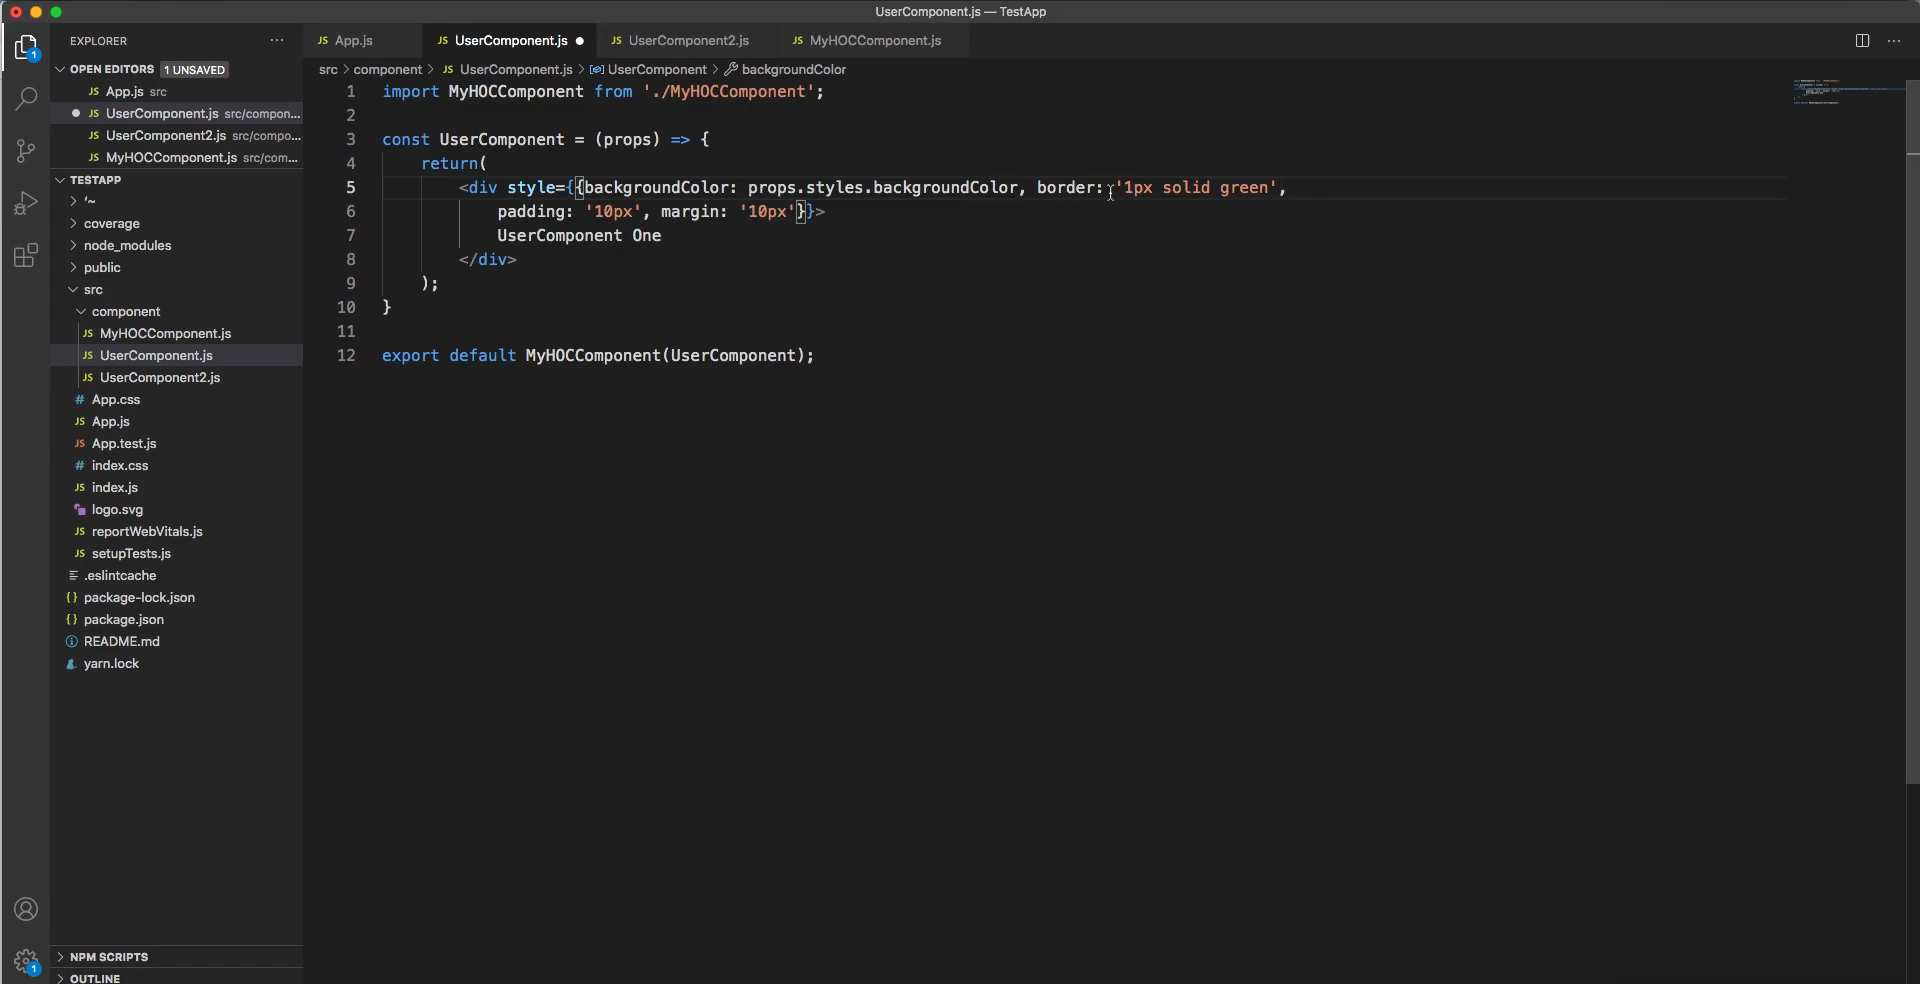 UserComponent.js — TestApp
EXPLORER
App.js
UserComponent.js
UserComponent2.js
MyHOCComponent.js
OPEN EDITORS 1 UNSAVED
App.js src
UserComponent.js src/compon...
UserComponent2.js src/compo...
MyHOCComponent.js src/com...
TESTAPP
'~
coverage
node_modules
public
src
component
MyHOCComponent.js
UserComponent.js
UserComponent2.js
App.css
App.js
App.test.js
index.css
index.js
logo.svg
reportWebVitals.js
setupTests.js
.eslintcache
package-lock.json
package.json
README.md
yarn.lock
NPM SCRIPTS
OUTLINE
1
1
src > component > JS UserComponent.js > UserComponent > backgroundColor
1 import MyHOCComponent from './MyHOCComponent';
2
3 const UserComponent = (props) => {
4 return(
5 <div style={{backgroundColor: props.styles.backgroundColor, border: '1px solid green',
6 padding: '10px', margin: '10px'}}>
7 UserComponent One
8 </div>
9 );
10 }
11
12 export default MyHOCComponent(UserComponent);